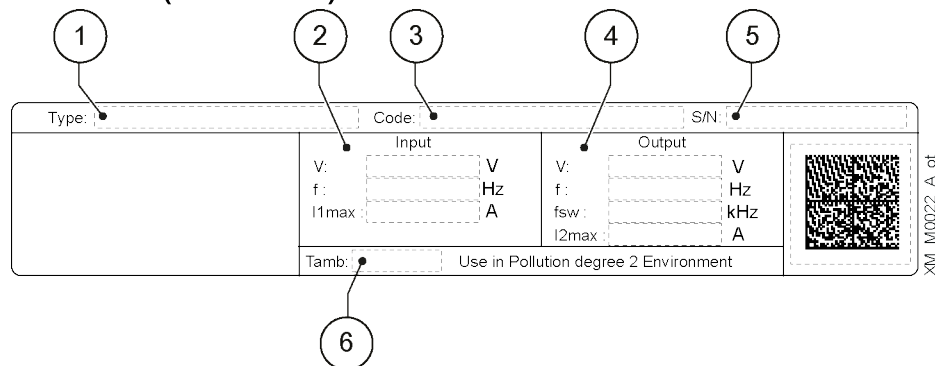 1 2 3 4 5
Type: Code: S/N:
Input Output
V: V V: V
f : Hz f : Hz
I1max : A fsw : kHz
I2max : A
Tamb: Use in Pollution degree 2 Environment
6
XM_M0022_A_ot